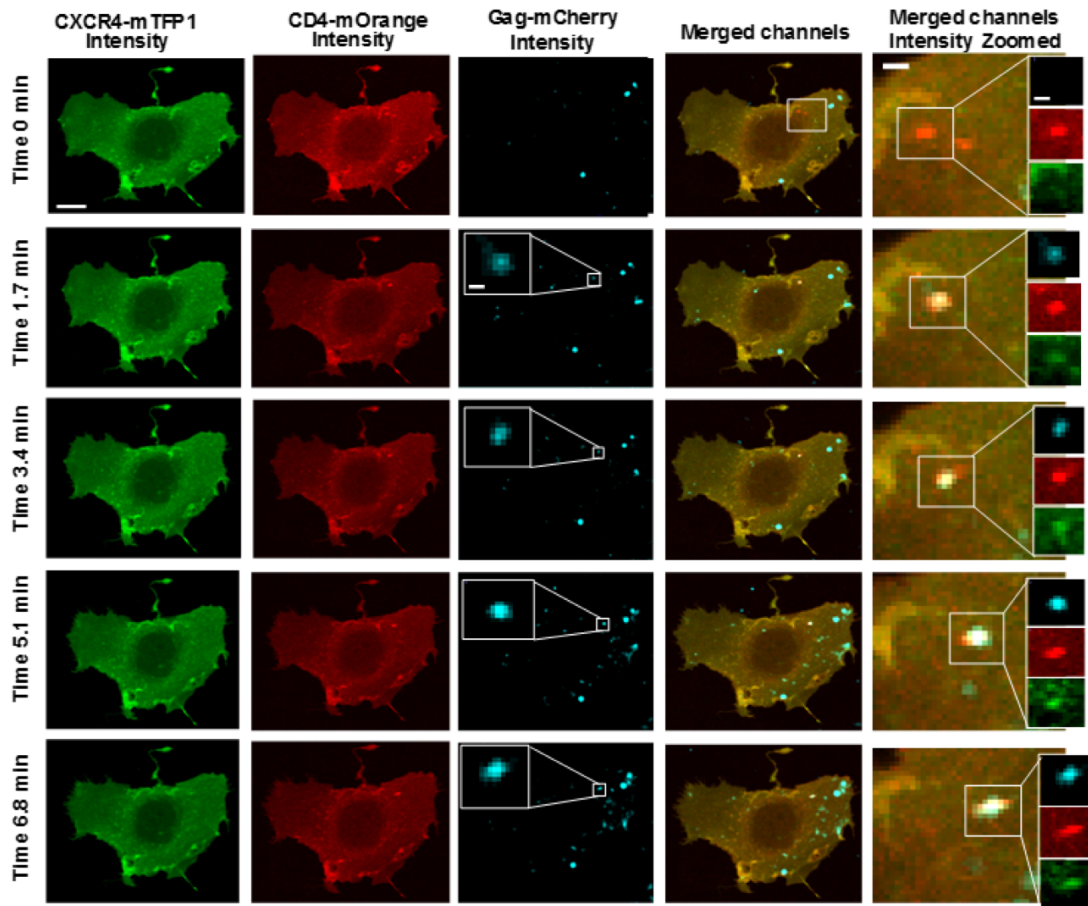 CXCR4-mTFP1
Intensity
CD4-mOrange
Intensity
Gag-mCherry
Intensity
Merged channels
Merged channels
Intensity Zoomed
Time 0 min
Time 1.7 min
Time 3.4 min
Time 5.1 min
Time 6.8 min